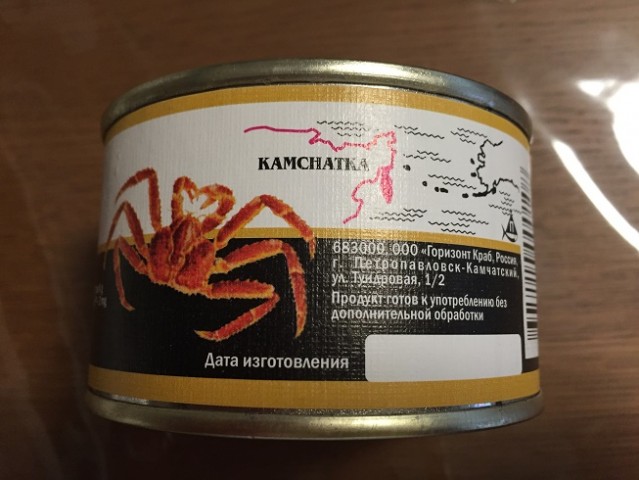 KAMCHATKA
683000, ООО «Горизонт Краб, Россия,
г. Петропавловск-Камчатский,
ул. Тундровая, 1/2
Продукт готов к употреблению без
дополнительной обработки
Дата изготовления